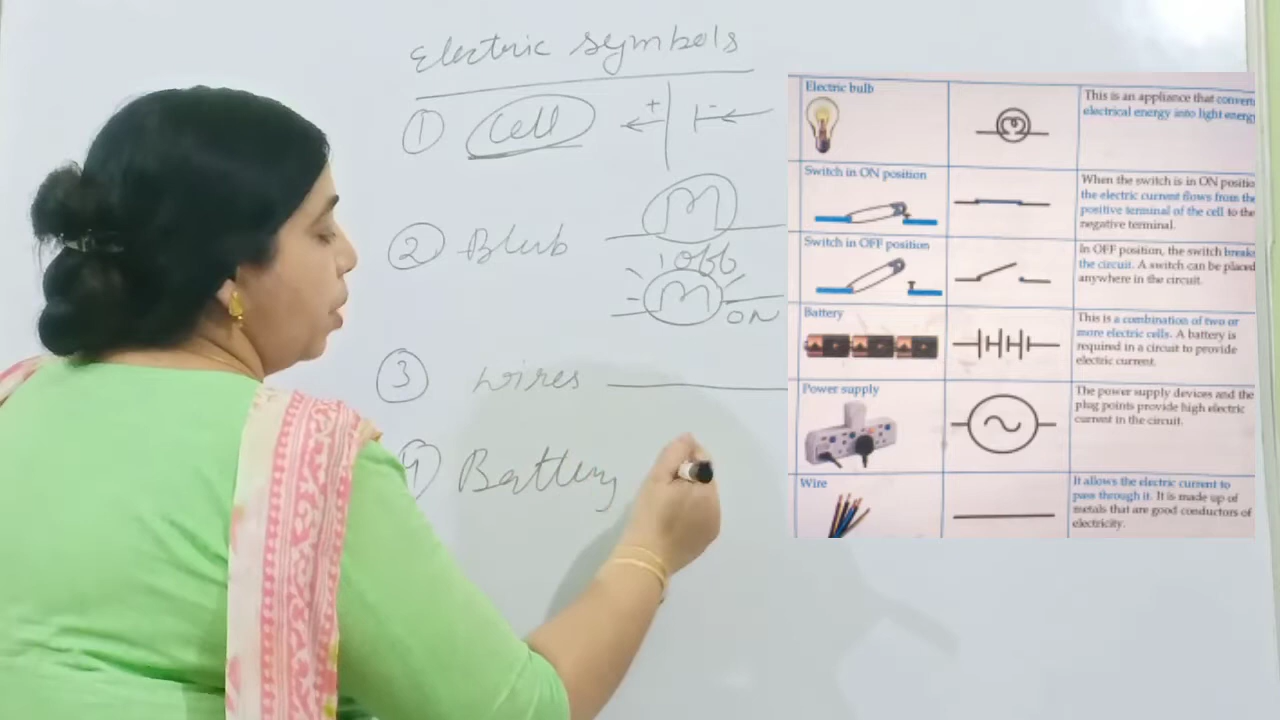 Electric symbols
① Cell + -
② Blub
OFF
ON
③ wires
④ Battery
Electric bulb
This is an appliance that convert
electrical energy into light energy
Switch in ON position
When the switch is in ON positio
the electric current flows from the
positive terminal of the cell to the
negative terminal.
Switch in OFF position
In OFF position, the switch breaks
the circuit. A switch can be placed
anywhere in the circuit.
Battery
This is a combination of two or
more electric cells. A battery is
required in a circuit to provide
electric current.
Power supply
The power supply devices and the
plug points provide high electric
current in the circuit.
Wire
It allows the electric current to
pass through it. It is made up of
metals that are good conductors of
electricity.